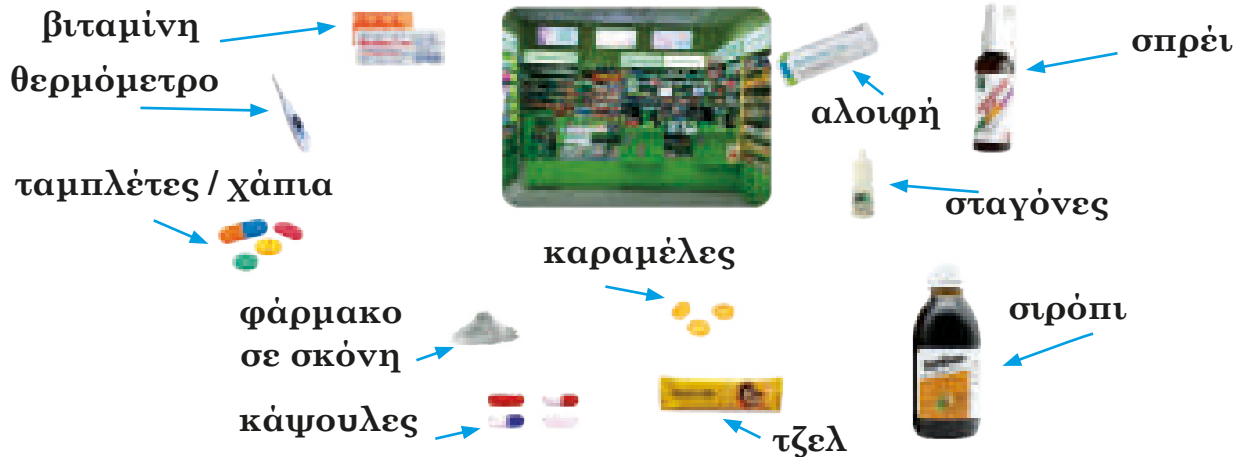 βιταμίνη
θερμόμετρο
ταμπλέτες / χάπια
φάρμακο
σε σκόνη
κάψουλες
καραμέλες
τζελ
αλοιφή
σπρέι
σταγόνες
σιρόπι